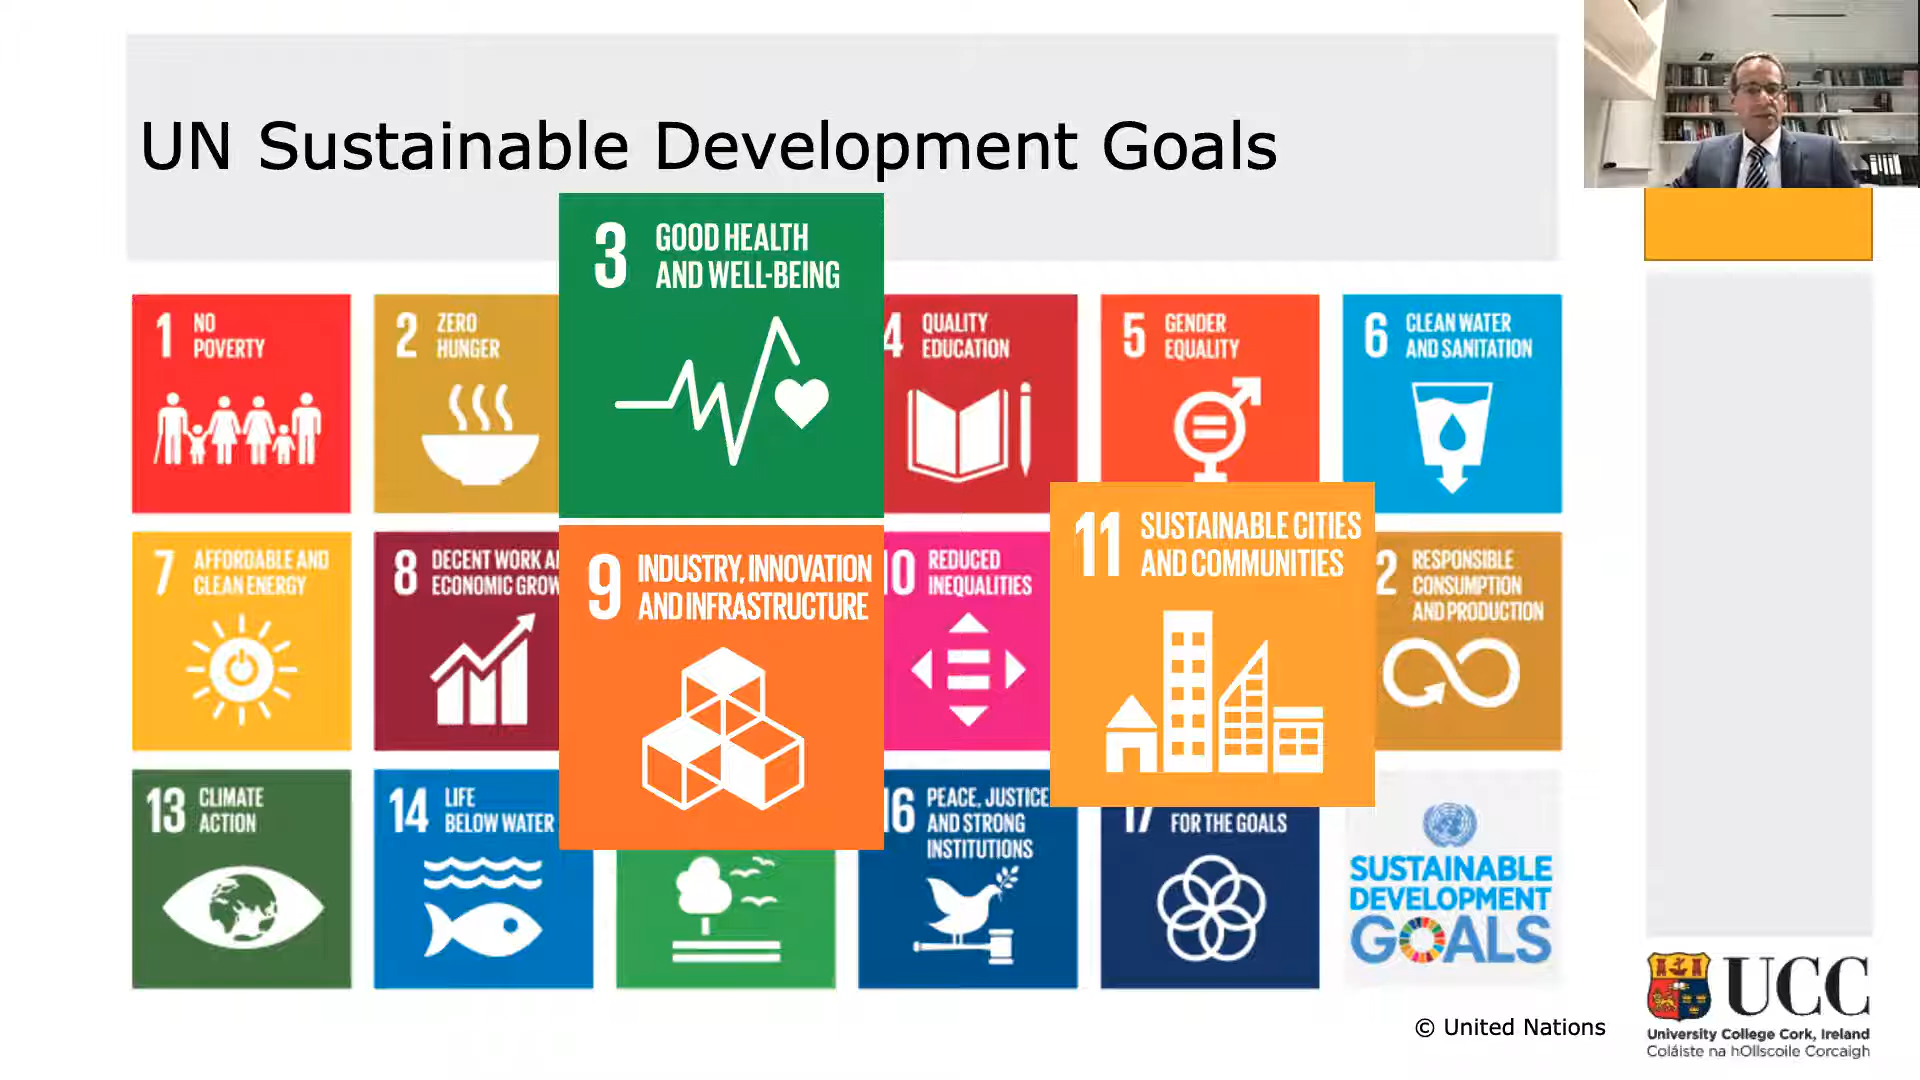 UN Sustainable Development Goals
3 GOOD HEALTH
AND WELL-BEING
1 NO
POVERTY
2 ZERO
HUNGER
4 QUALITY
EDUCATION
5 GENDER
EQUALITY
6 CLEAN WATER
AND SANITATION
7 AFFORDABLE AND
CLEAN ENERGY
8 DECENT WORK
ECONOMIC
9 INDUSTRY, INNOVATION
AND INFRASTRUCTURE
10 REDUCED
INEQUALITIES
11 SUSTAINABLE CITIES
AND COMMUNITIES
2 RESPONSIBLE
CONSUMPTION
AND PRODUCTION
13 CLIMATE
ACTION
14 LIFE
BELOW WATER
16 PEACE, JUSTICE
AND STRONG
INSTITUTIONS
17 FOR THE GOALS
SUSTAINABLE
DEVELOPMENT
GOALS
© United Nations
UCC
University College Cork, Ireland
Coláiste na hOllscoile Corcaigh